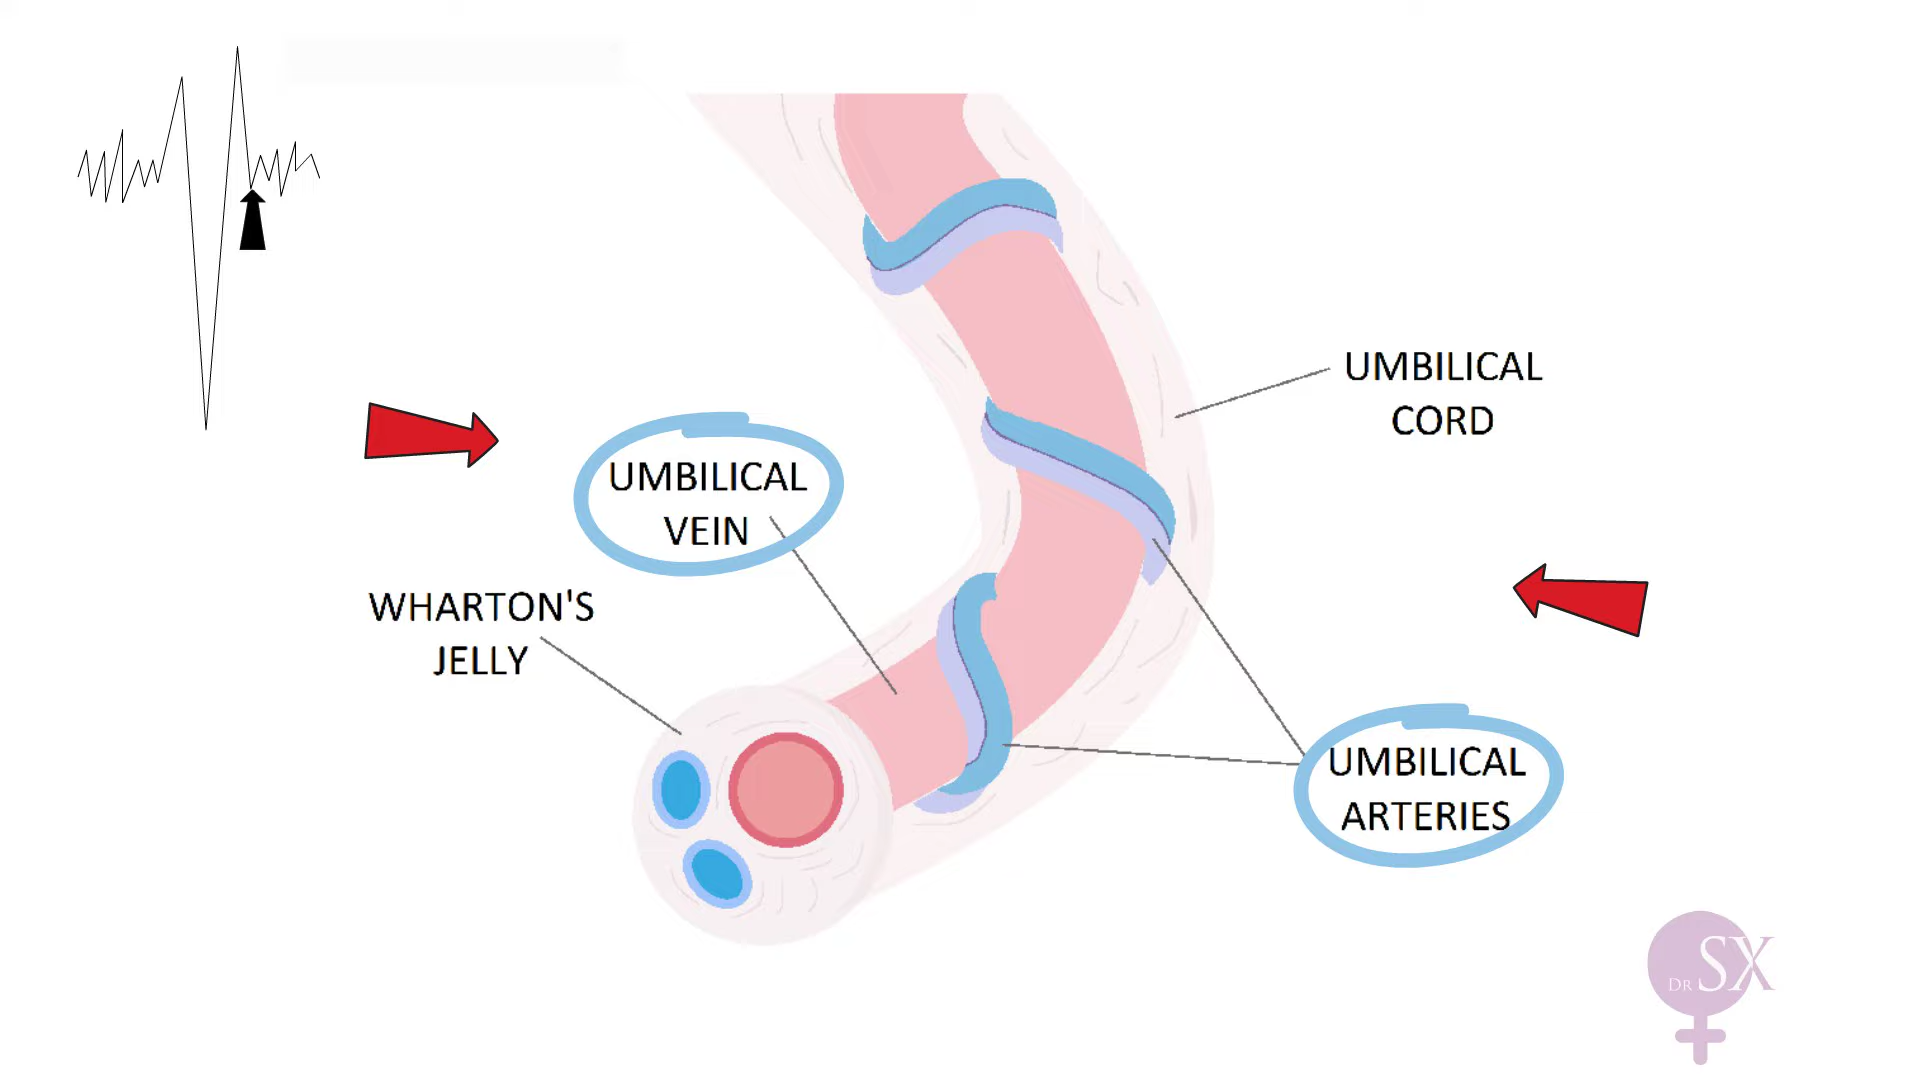 UMBILICAL
CORD
UMBILICAL
VEIN
WHARTON'S
JELLY
UMBILICAL
ARTERIES
DR SX